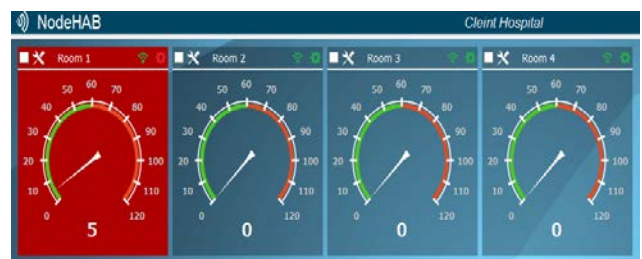 NodeHAB Cleint Hospital
Room 1 Room 2 Room 3 Room 4
60 60 60 60
50 70 50 70 50 70 50 70
40 80 40 80 40 80 40 80
30 90 30 90 30 90 30 90
20 100 20 100 20 100 20 100
10 110 10 110 10 110 10 110
0 120 0 120 0 120 0 120
5 0 0 0